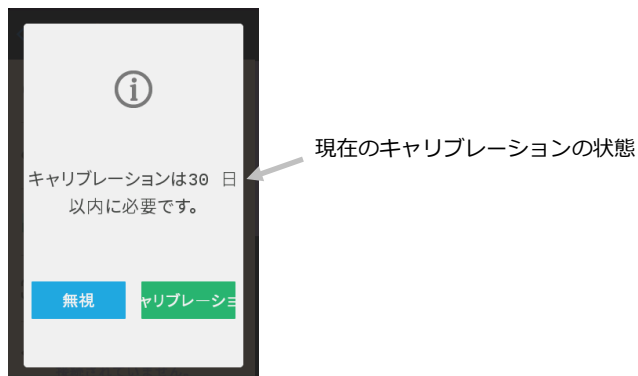 現在のキャリブレーションの状態
キャリブレーションは30 日
以内に必要です。
無視
ャリブレーショ